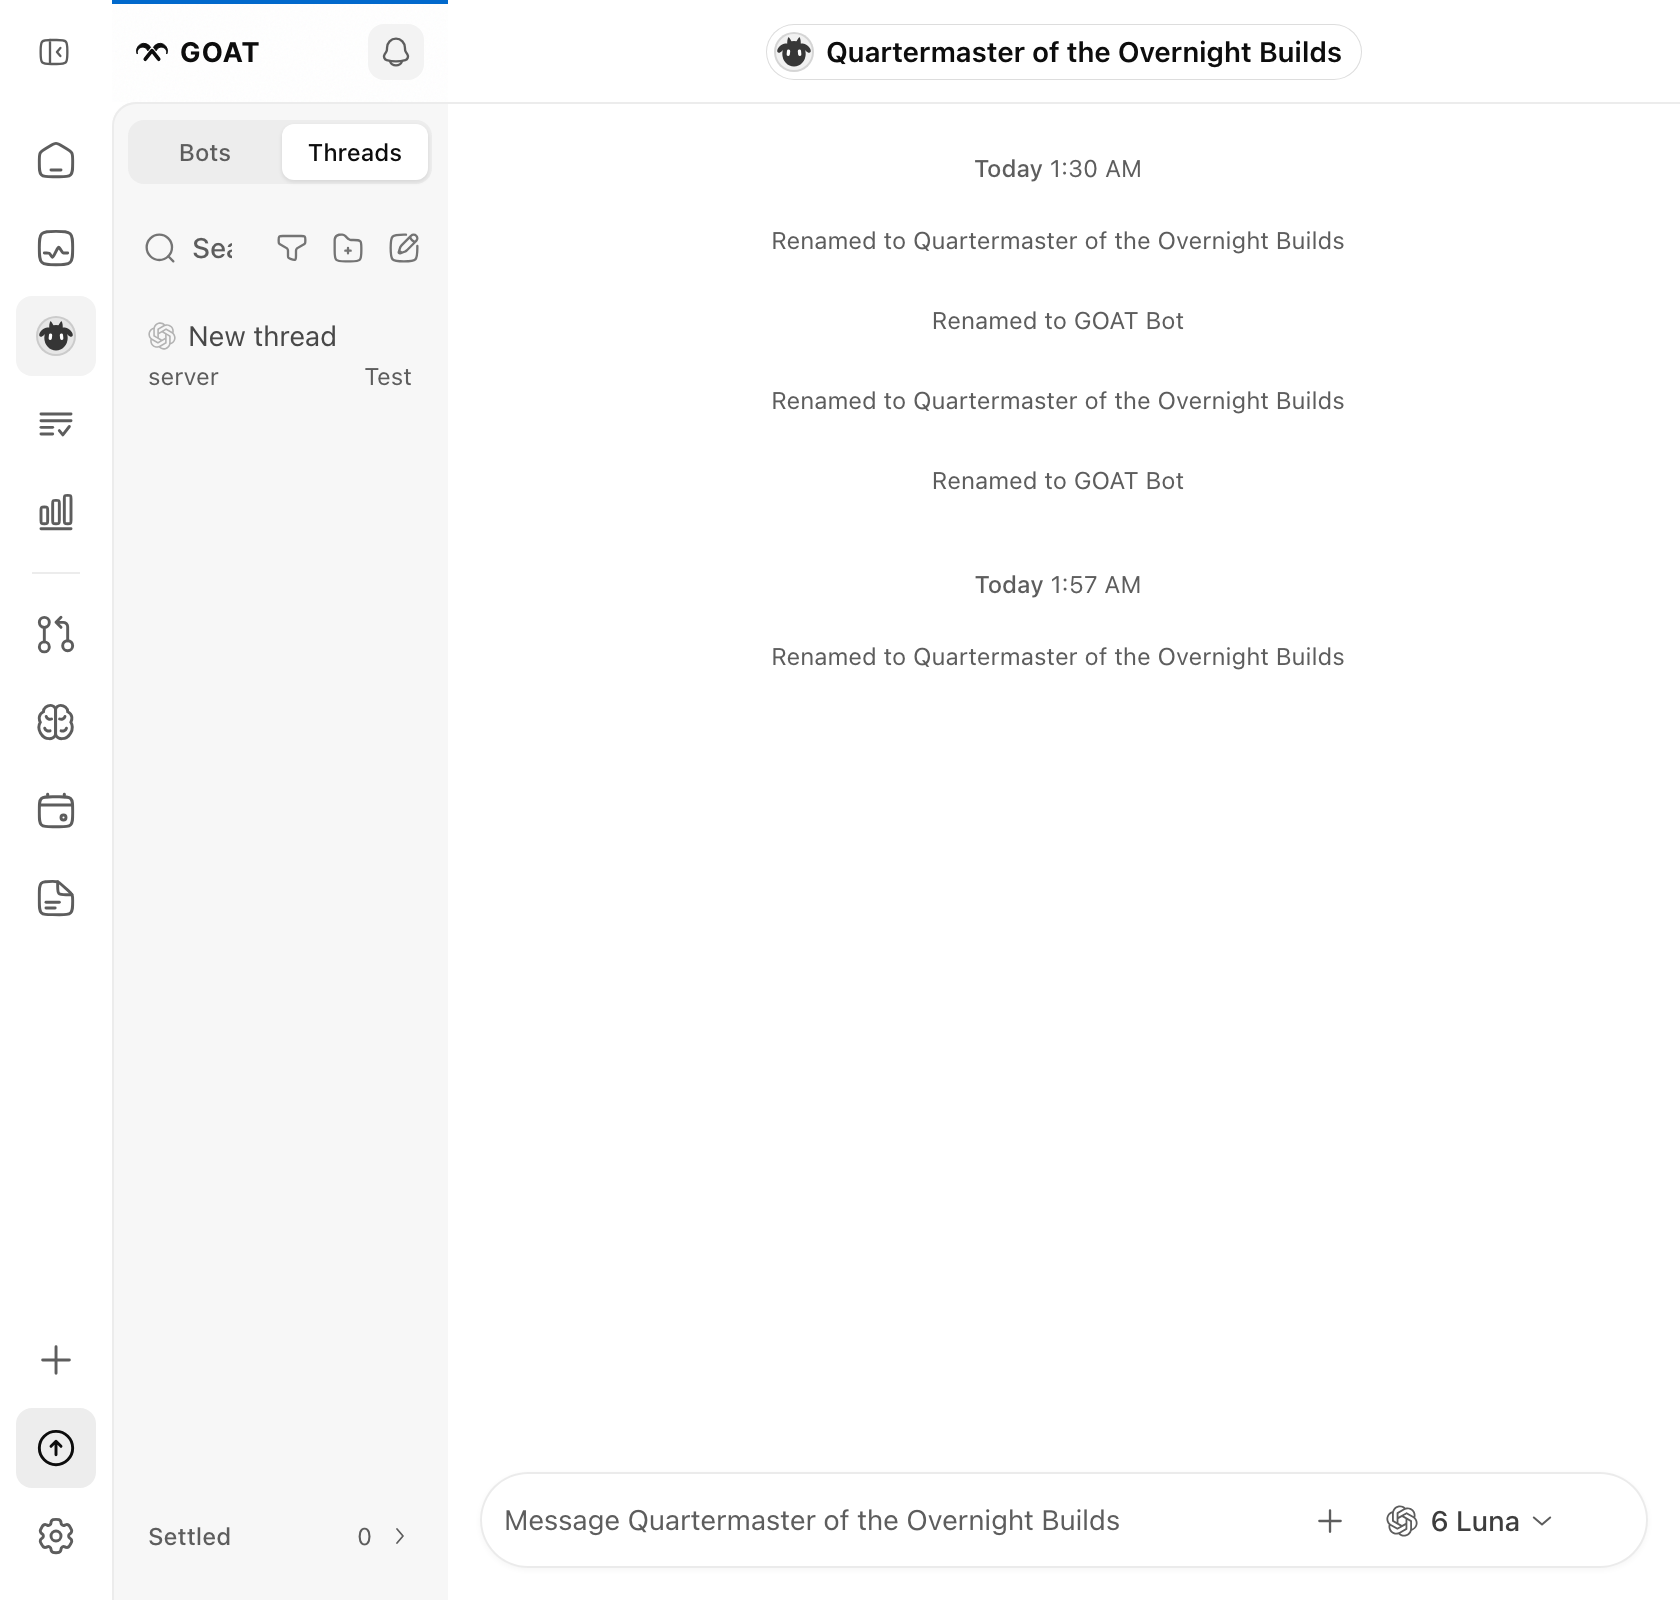 GOAT
Quartermaster of the Overnight Builds
Bots
Threads
Today 1:30 AM
Renamed to Quartermaster of the Overnight Builds
Sea
Renamed to GOAT Bot
New thread
server
Test
Renamed to Quartermaster of the Overnight Builds
Renamed to GOAT Bot
Today 1:57 AM
Renamed to Quartermaster of the Overnight Builds
Settled
0
Message Quartermaster of the Overnight Builds
6 Luna